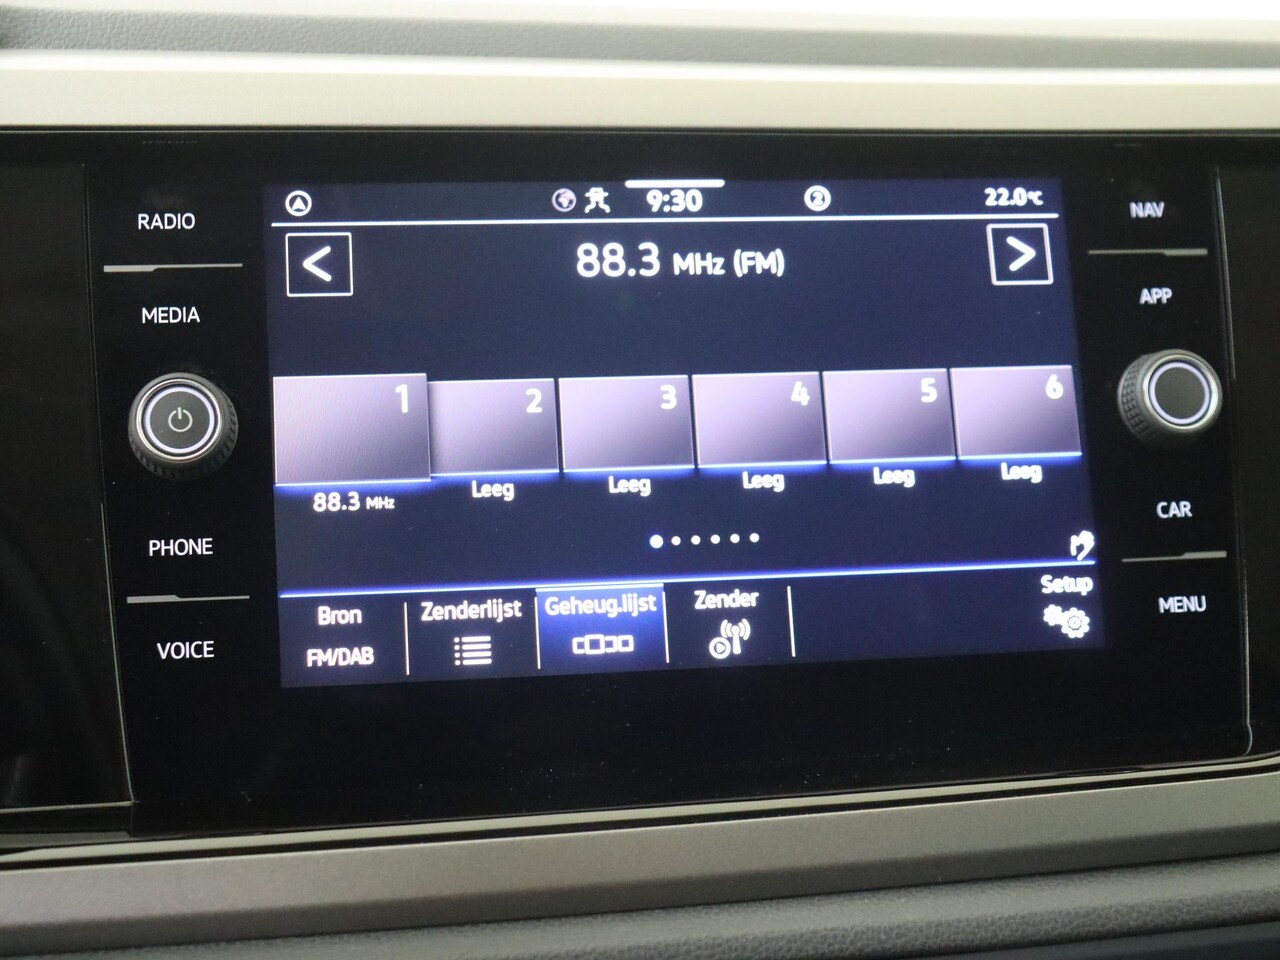 RADIO
MEDIA
PHONE
VOICE
9:30
2
22.0°C
88.3 MHz (FM)
1
2
3
4
5
6
88.3 MHz
Leeg
Leeg
Leeg
Leeg
Leeg
Bron
FM/DAB
Zenderlijst
Geheug.lijst
Zender
Setup
NAV
APP
CAR
MENU